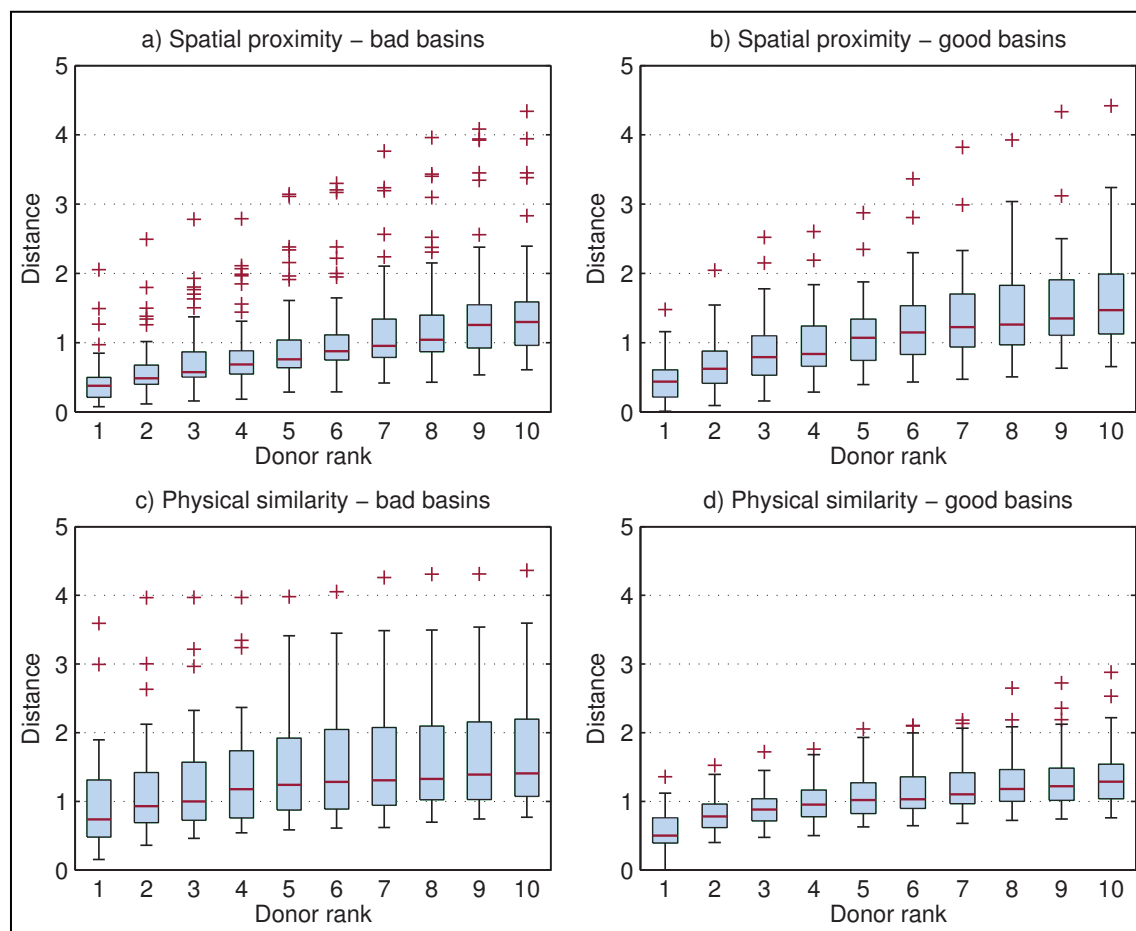 a) Spatial proximity − bad basins
5
4
3
2
1
0
Distance
1 2 3 4 5 6 7 8 9 10
Donor rank
b) Spatial proximity − good basins
5
4
3
2
1
0
Distance
1 2 3 4 5 6 7 8 9 10
Donor rank
c) Physical similarity − bad basins
5
4
3
2
1
0
Distance
1 2 3 4 5 6 7 8 9 10
Donor rank
d) Physical similarity − good basins
5
4
3
2
1
0
Distance
1 2 3 4 5 6 7 8 9 10
Donor rank